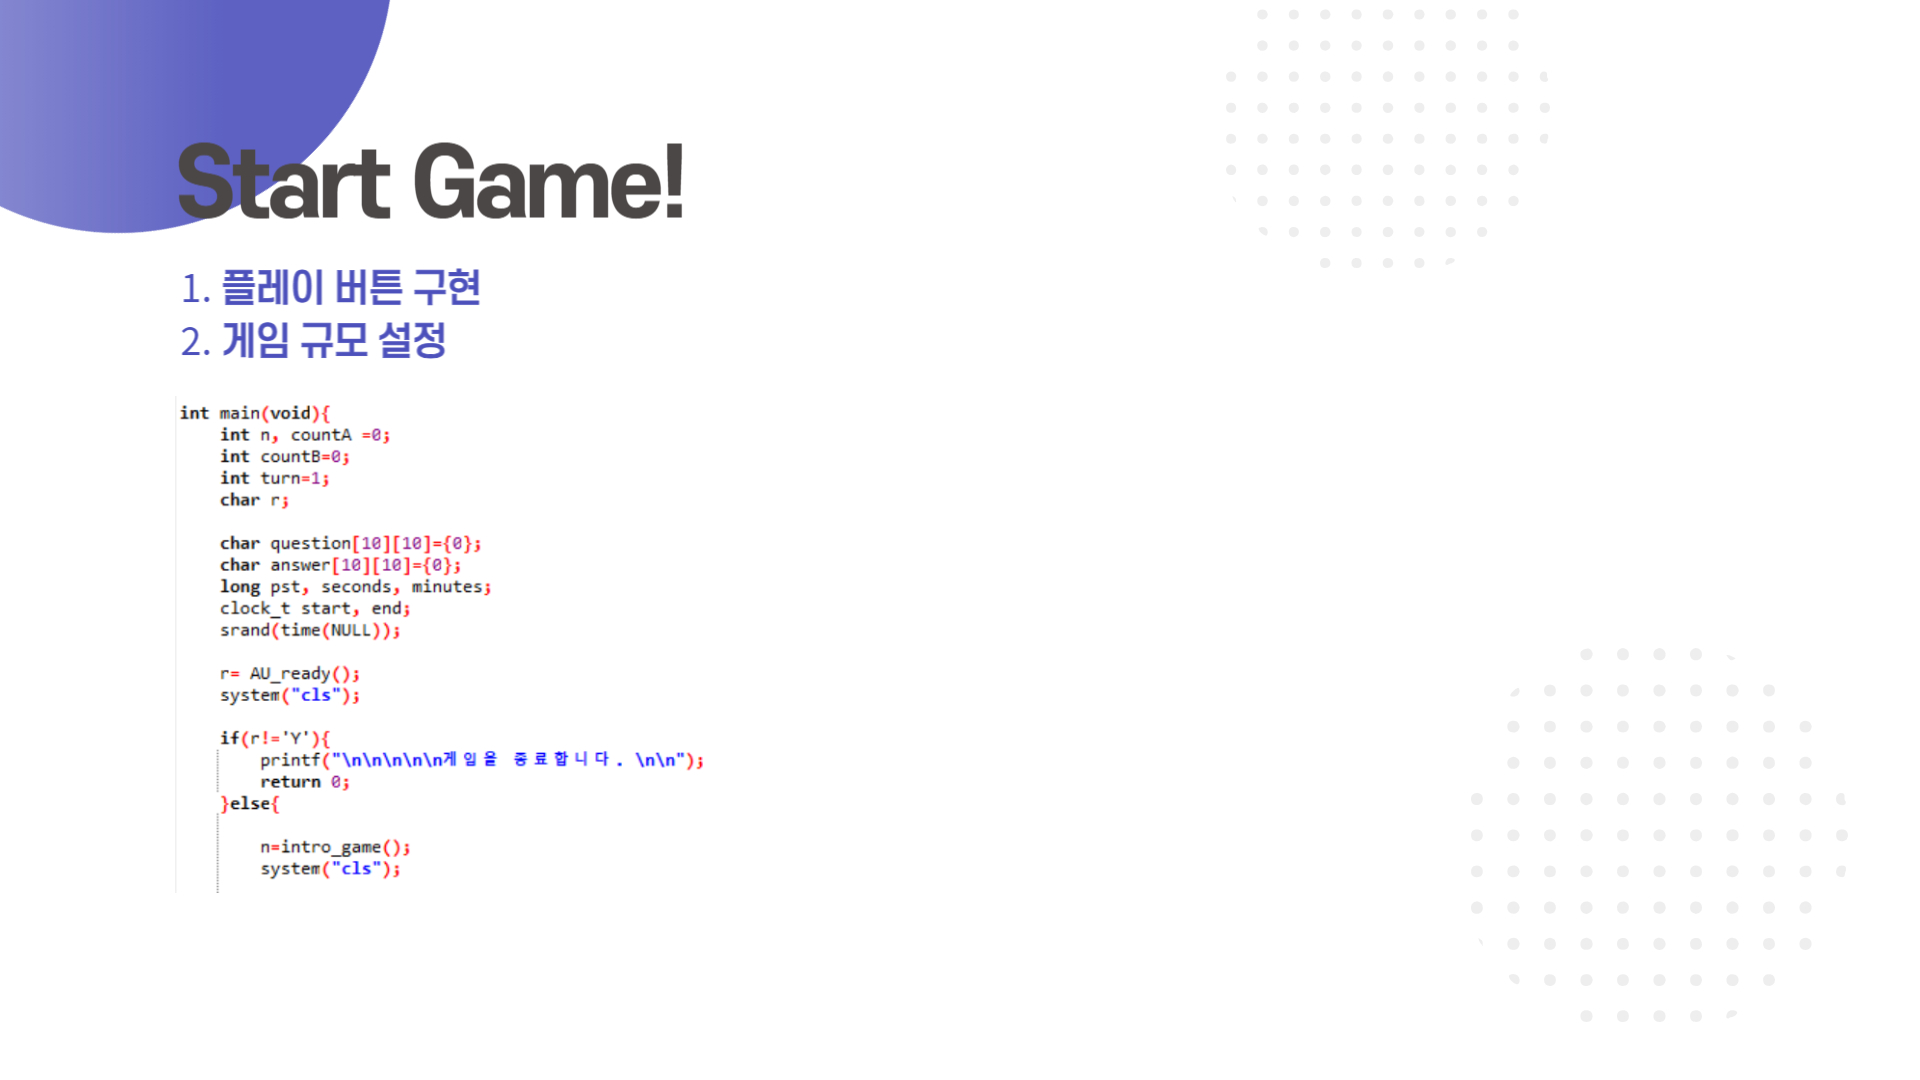 Start Game!
1. 플레이 버튼 구현
2. 게임 규모 설정
int main(void){
    int n, countA =0;
    int countB=0;
    int turn=1;
    char r;
    char question[10][10]={0};
    char answer[10][10]={0};
    long pst, seconds, minutes;
    clock_t start, end;
    srand(time(NULL));
    r= AU_ready();
    system("cls");
    if(r!='Y'){
        printf("\n\n\n\n\n게임을 종료합니다. \n\n");
        return 0;
    }else{
        n=intro_game();
        system("cls");